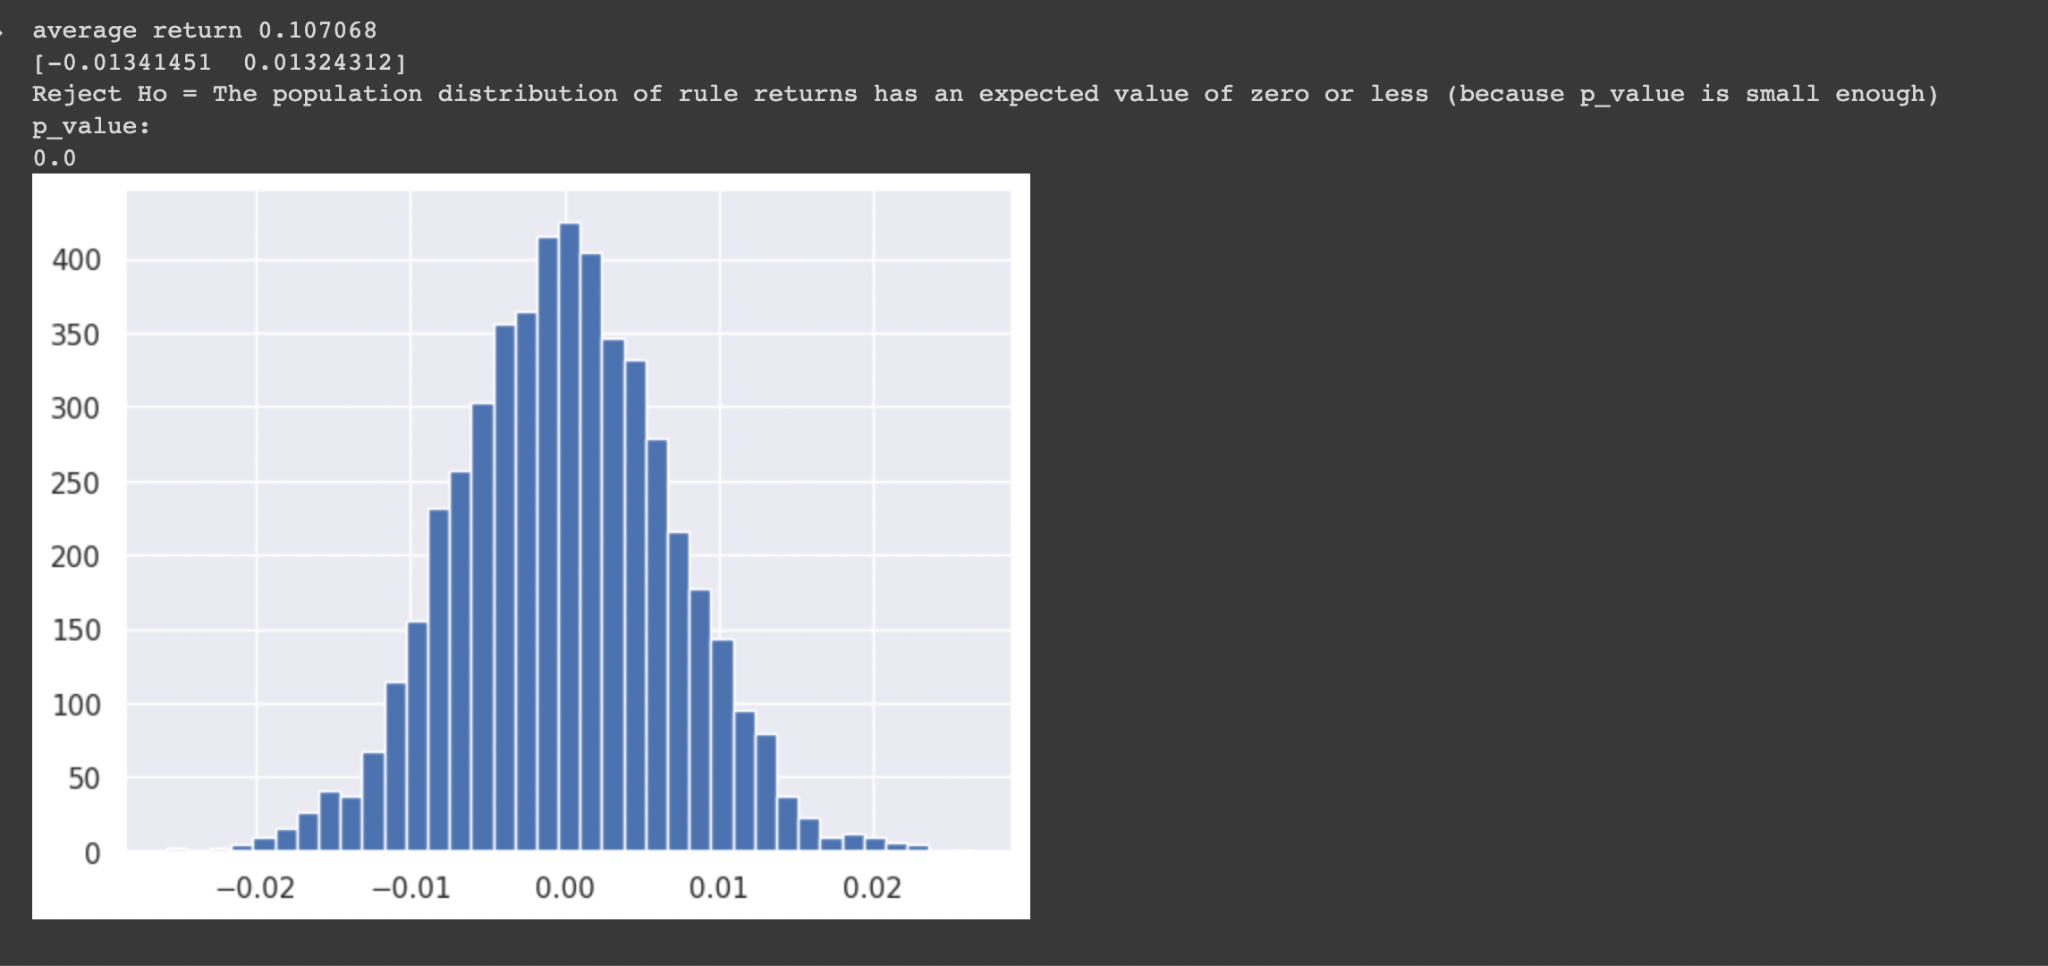 average return 0.107068
[-0.01341451  0.01324312]
Reject Ho = The population distribution of rule returns has an expected value of zero or less (because p_value is small enough)
p_value:
0.0
400
350
300
250
200
150
100
50
0
−0.02 −0.01 0.00 0.01 0.02